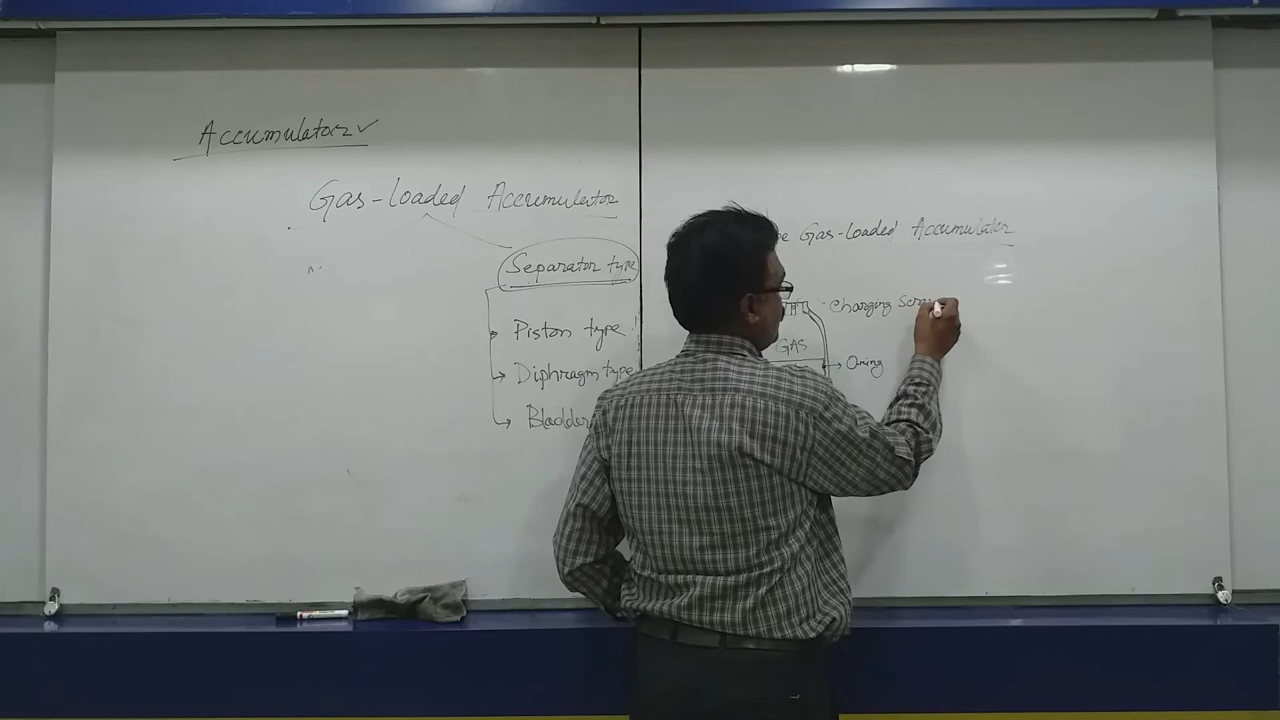 Accumulators ✓
Gas-loaded Accumulator
Separator type
Piston type
Diphragm type
Bladder
Gas-Loaded Accumulator
Charging
GAS
Oring